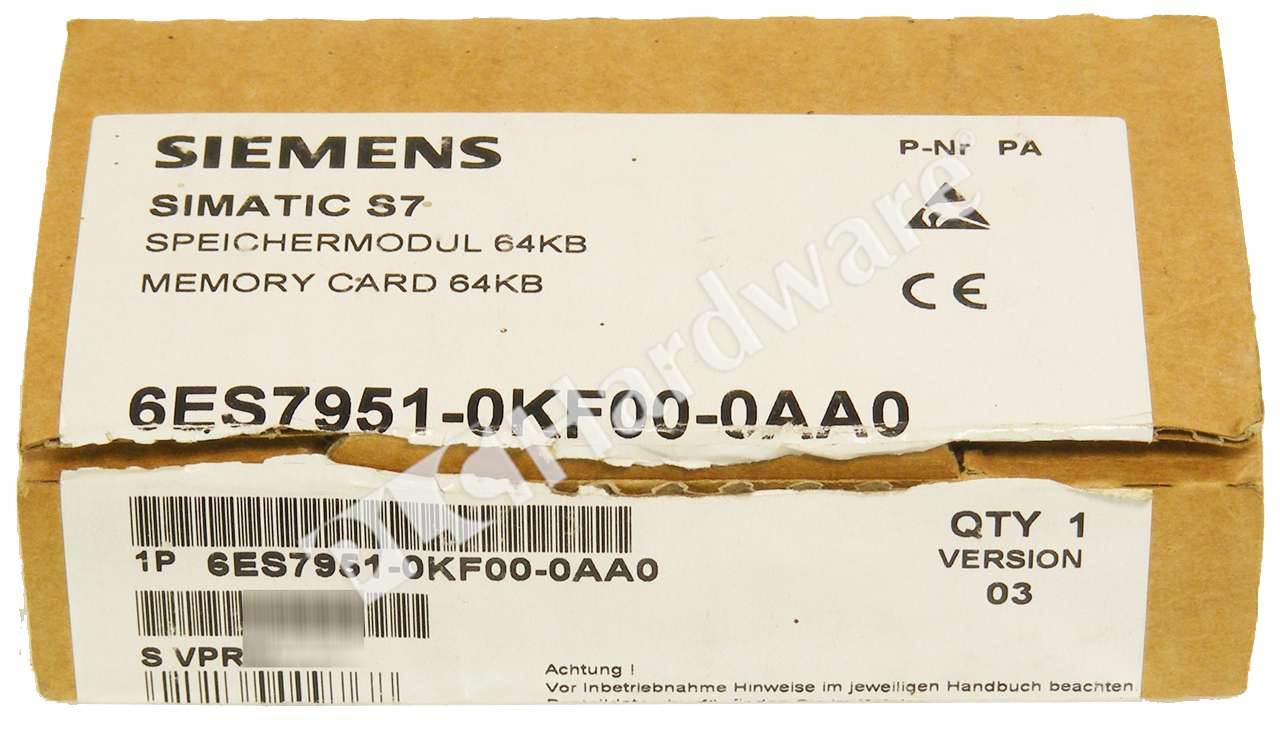 SIEMENS
P-Nr PA
SIMATIC S7
SPEICHERMODUL 64KB
MEMORY CARD 64KB
CE
6ES7951-0KF00-0AA0
PLCHardware®
1P 6ES7951-0KF00-0AA0
QTY 1
VERSION
03
S VPR
Achtung !
Vor Inbetriebnahme Hinweise im jeweiligen Handbuch beachten.